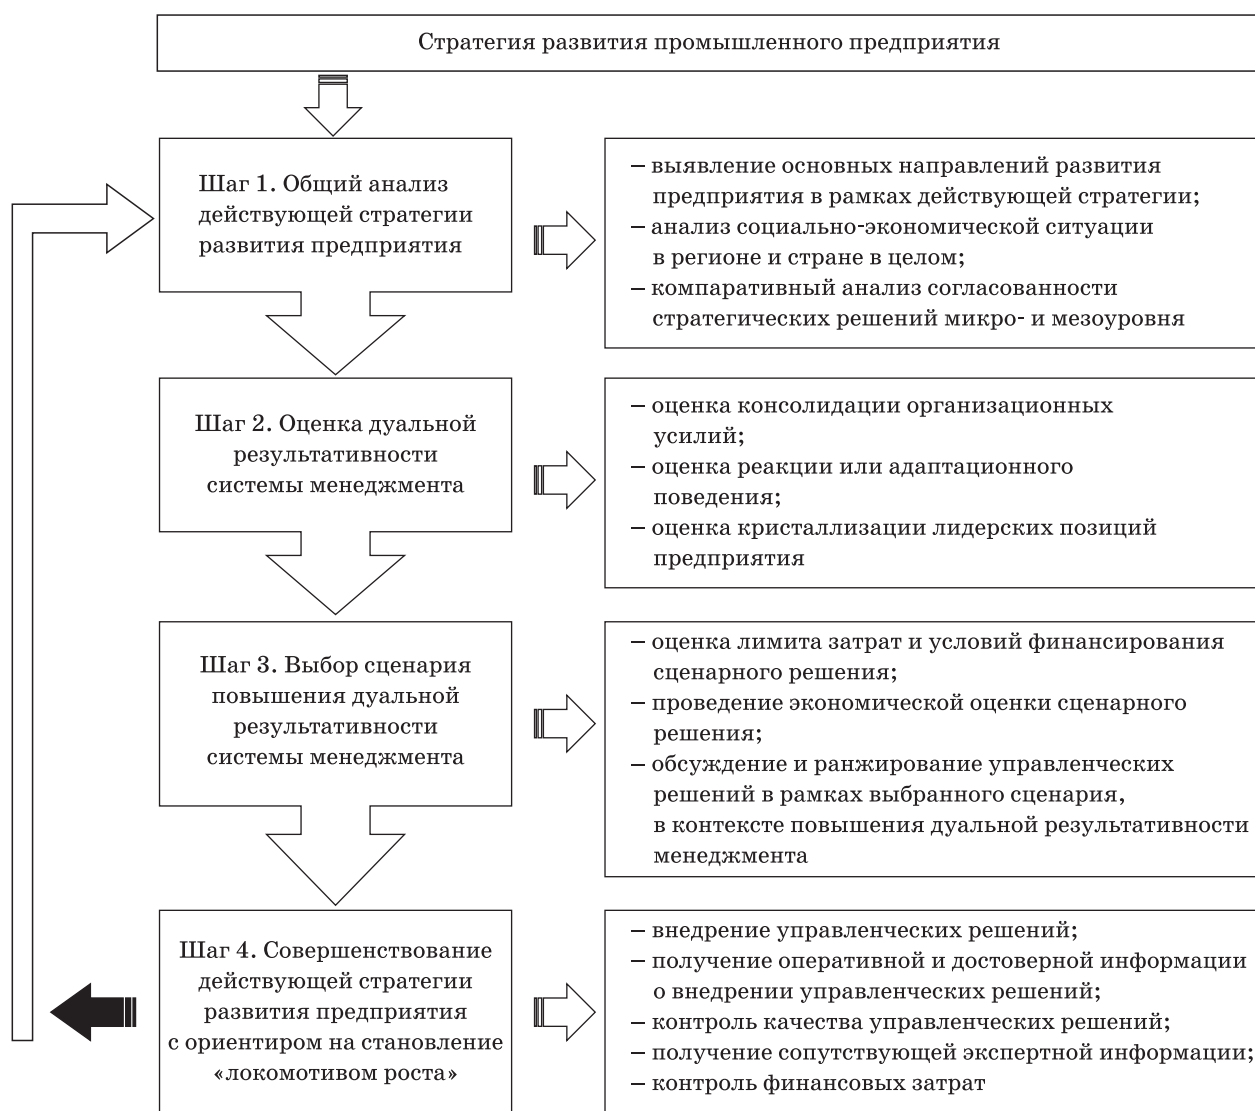 Стратегия развития промышленного предприятия
Шаг 1. Общий анализ
действующей стратегии
развития предприятия
– выявление основных направлений развития
предприятия в рамках действующей стратегии;
– анализ социально-экономической ситуации
в регионе и стране в целом;
– компаративный анализ согласованности
стратегических решений микро- и мезоуровня
Шаг 2. Оценка дуальной
результативности
системы менеджмента
– оценка консолидации организационных
усилий;
– оценка реакции или адаптационного
поведения;
– оценка кристаллизации лидерских позиций
предприятия
Шаг 3. Выбор сценария
повышения дуальной
результативности
системы менеджмента
– оценка лимита затрат и условий финансирования
сценарного решения;
– проведение экономической оценки сценарного
решения;
– обсуждение и ранжирование управленческих
решений в рамках выбранного сценария,
в контексте повышения дуальной результативности
менеджмента
Шаг 4. Совершенствование
действующей стратегии
развития предприятия
с ориентиром на становление
«локомотивом роста»
– внедрение управленческих решений;
– получение оперативной и достоверной информации
о внедрении управленческих решений;
– контроль качества управленческих решений;
– получение сопутствующей экспертной информации;
– контроль финансовых затрат